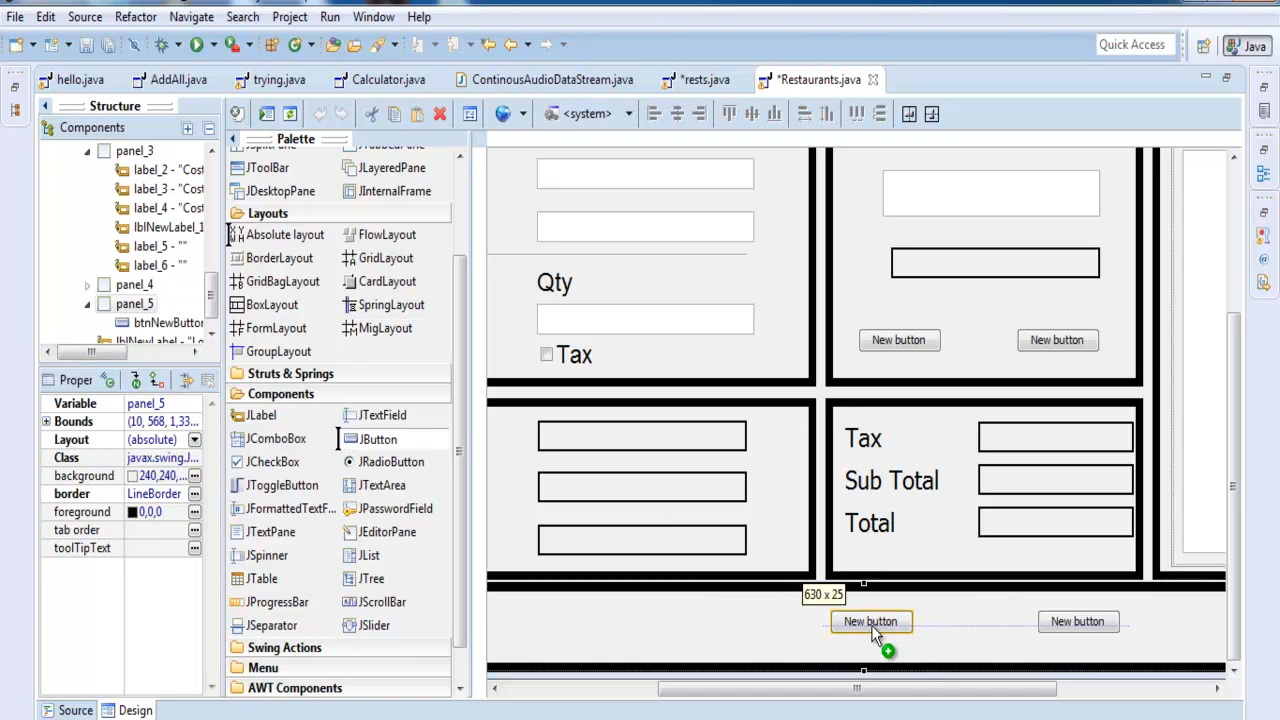 File Edit Source Refactor Navigate Search Project Run Window Help
Quick Access Java
hello.java AddAll.java trying.java Calculator.java ContinousAudioDataStream.java *rests.java *Restaurants.java
Structure
Components
panel_3
label_2 - "Cost
label_3 - "Cost
label_4 - "Cost
lblNewLabel_1
label_5 - ""
label_6 - ""
panel_4
panel_5
btnNewButton
Proper
Variable panel_5
Bounds (10, 568, 1,33...
Layout (absolute)
Class javax.swing.J...
background 240,240,...
border LineBorder
foreground 0,0,0
tab order
toolTipText
Source Design
Palette
JToolBar JLayeredPane
JDesktopPane JInternalFrame
Layouts
Absolute layout FlowLayout
BorderLayout GridLayout
GridBagLayout CardLayout
BoxLayout SpringLayout
FormLayout MigLayout
GroupLayout
Struts & Springs
Components
JLabel JTextField
JComboBox JButton
JCheckBox JRadioButton
JToggleButton JTextArea
JFormattedTextF... JPasswordField
JTextPane JEditorPane
JSpinner JList
JTable JTree
JProgressBar JScrollBar
JSeparator JSlider
Swing Actions
Menu
AWT Components
<system>
Qty
Tax
New button New button
Tax
Sub Total
Total
630 x 25
New button New button